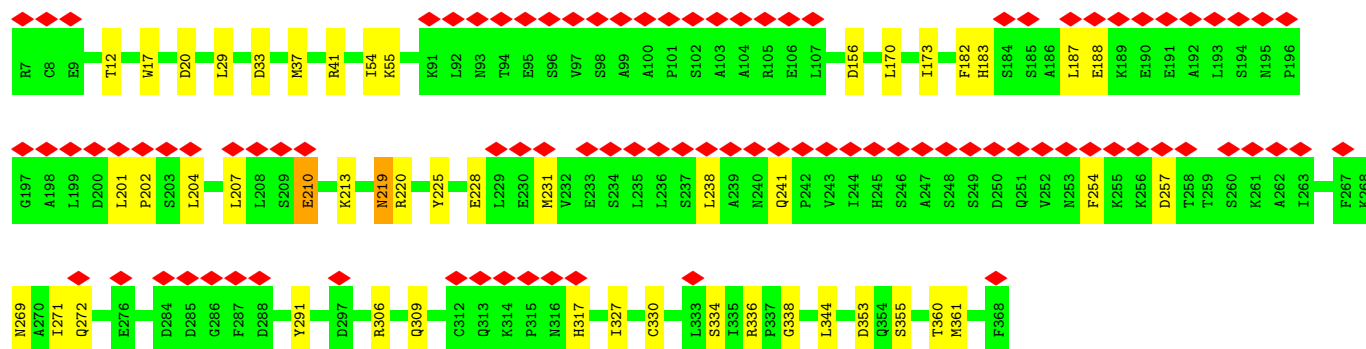 R7 C8 E9 T12 W17 D20 L29 D33 M37 R41 I54 K55 K91 L92 N93 T94 E95 S96 V97 S98 A99 A100 P101 S102 A103 A104 R105 E106 L107 D156 L170 I173 F182 H183 S184 S185 A186 L187 E188 K189 E190 E191 A192 L193 S194 N195 P196
G197 A198 L199 D200 L201 P202 S203 L204 L207 L208 S209 E210 K213 N219 R220 Y225 E228 L229 E230 M231 V232 E233 S234 L235 L236 S237 L238 A239 N240 Q241 P242 V243 I244 H245 S246 A247 S248 S249 D250 Q251 V252 N253 F254 K255 K256 D257 T258 T259 S260 K261 A262 I263 F267 K268
N269 A270 I271 Q272 E276 D284 D285 G286 F287 D288 Y291 D297 R306 Q309 C312 Q313 K314 P315 N316 H317 I327 C330 L333 S334 I335 R336 P337 G338 L344 D353 Q354 S355 T360 M361 F368